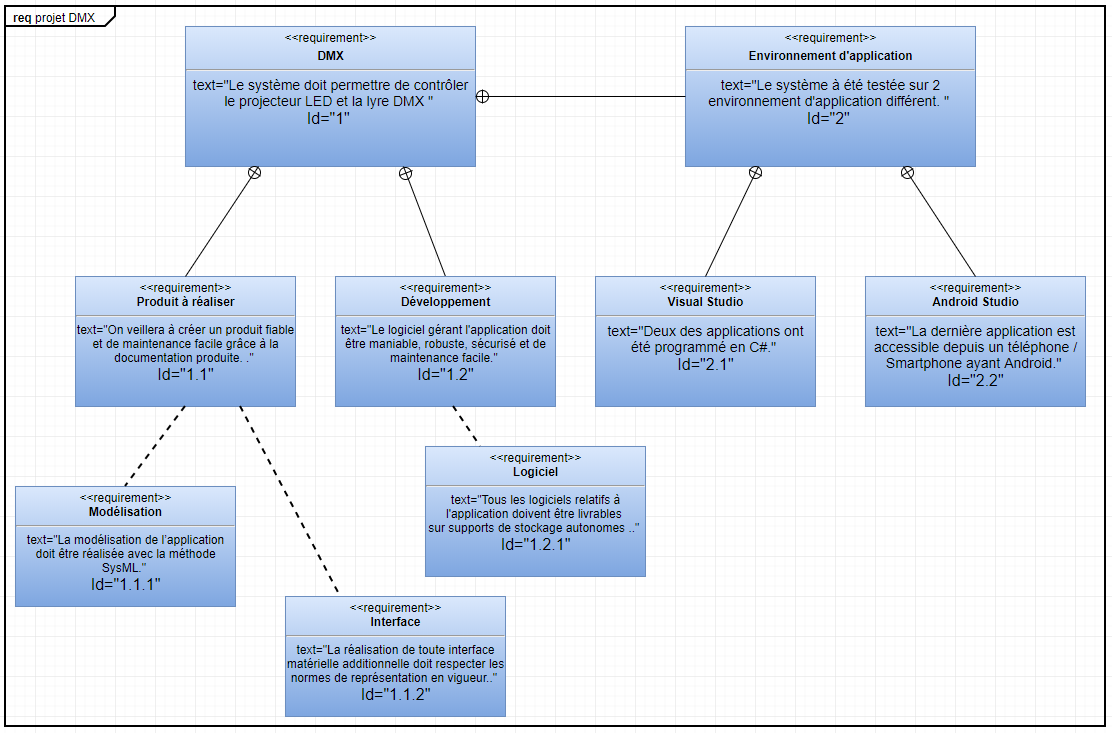 req projet DMX
<<requirement>>
DMX
text="Le système doit permettre de contrôler
le projecteur LED et la lyre DMX "
Id="1"
<<requirement>>
Environnement d'application
text="Le système à été testée sur 2
environnement d'application différent. "
Id="2"
<<requirement>>
Produit à réaliser
text="On veillera à créer un produit fiable
et de maintenance facile grâce à la
documentation produite. ."
Id="1.1"
<<requirement>>
Développement
text="Le logiciel gérant l'application doit
être maniable, robuste, sécurisé et de
maintenance facile."
Id="1.2"
<<requirement>>
Visual Studio
text="Deux des applications ont
été programmé en C#."
Id="2.1"
<<requirement>>
Android Studio
text="La dernière application est
accessible depuis un téléphone /
Smartphone ayant Android."
Id="2.2"
<<requirement>>
Logiciel
text="Tous les logiciels relatifs à
l'application doivent être livrables
sur supports de stockage autonomes .."
Id="1.2.1"
<<requirement>>
Modélisation
text="La modélisation de l'application
doit être réalisée avec la méthode
SysML."
Id="1.1.1"
<<requirement>>
Interface
text="La réalisation de toute interface
matérielle additionnelle doit respecter les
normes de représentation en vigueur.."
Id="1.1.2"